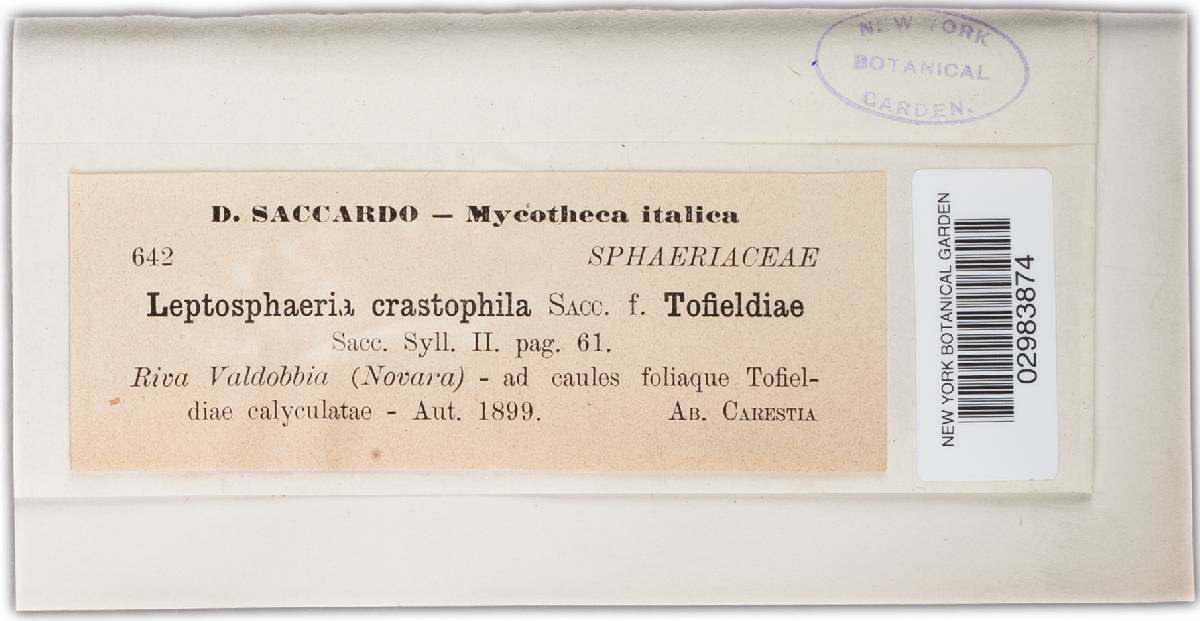 NEW YORK
BOTANICAL
GARDEN.
D. SACCARDO — Mycotheca italica
642 SPHAERIACEAE
Leptosphaeria crastophila SACC. f. Tofieldiae
Sacc. Syll. II. pag. 61.
Riva Valdobbia (Novara) - ad caules foliaque Tofiel-
diae calyculatae - Aut. 1899. AB. CARESTIA
NEW YORK BOTANICAL GARDEN
02983874